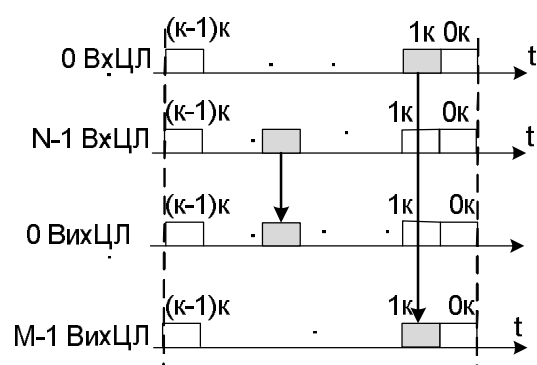 (к-1)к 1к 0к
0 ВхЦЛ t
(к-1)к 1к 0к
N-1 ВхЦЛ t
(к-1)к 1к 0к
0 ВихЦЛ
(к-1)к 1к 0к
M-1 ВихЦЛ t